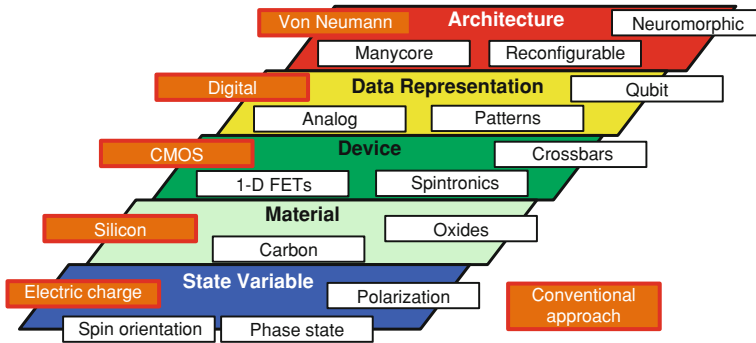 Von Neumann
Architecture
Neuromorphic
Manycore
Reconfigurable
Digital
Data Representation
Qubit
Analog
Patterns
CMOS
Device
Crossbars
1-D FETs
Spintronics
Silicon
Material
Oxides
Carbon
Electric charge
State Variable
Polarization
Conventional
approach
Spin orientation
Phase state